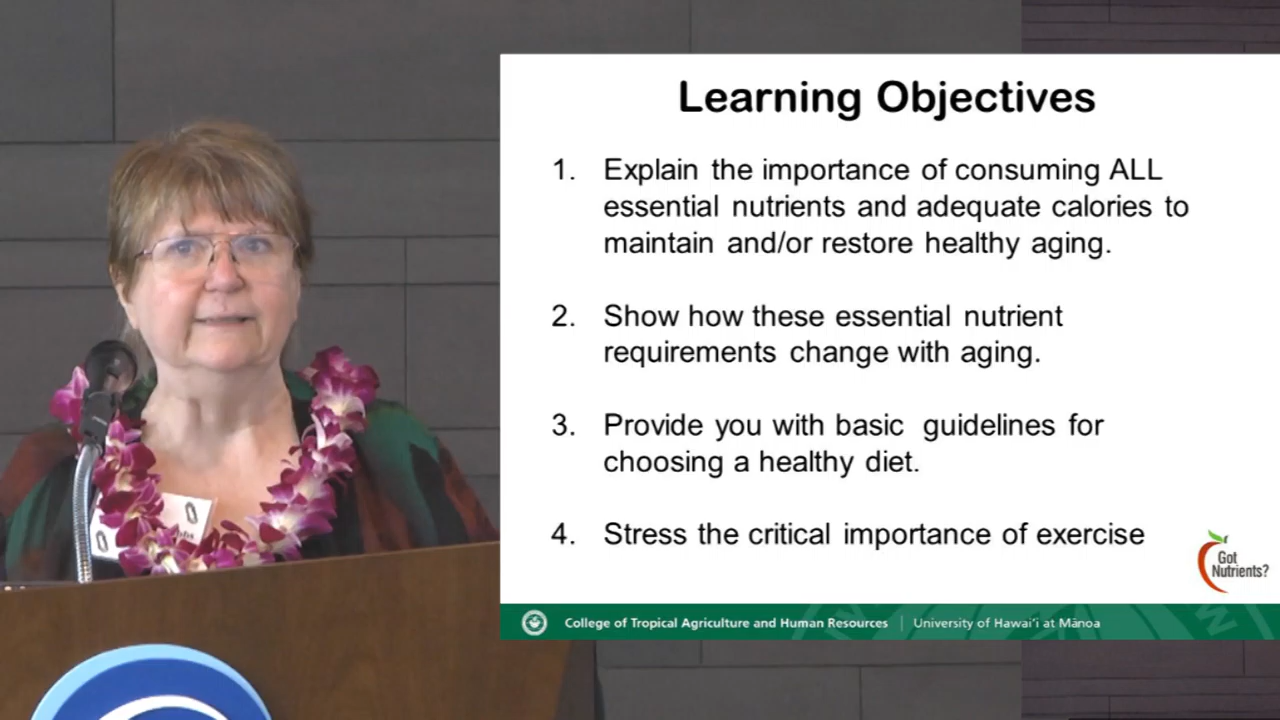 Learning Objectives
1. Explain the importance of consuming ALL
essential nutrients and adequate calories to
maintain and/or restore healthy aging.
2. Show how these essential nutrient
requirements change with aging.
3. Provide you with basic guidelines for
choosing a healthy diet.
4. Stress the critical importance of exercise
Got
Nutrients?
College of Tropical Agriculture and Human Resources | University of Hawai‘i at Mānoa